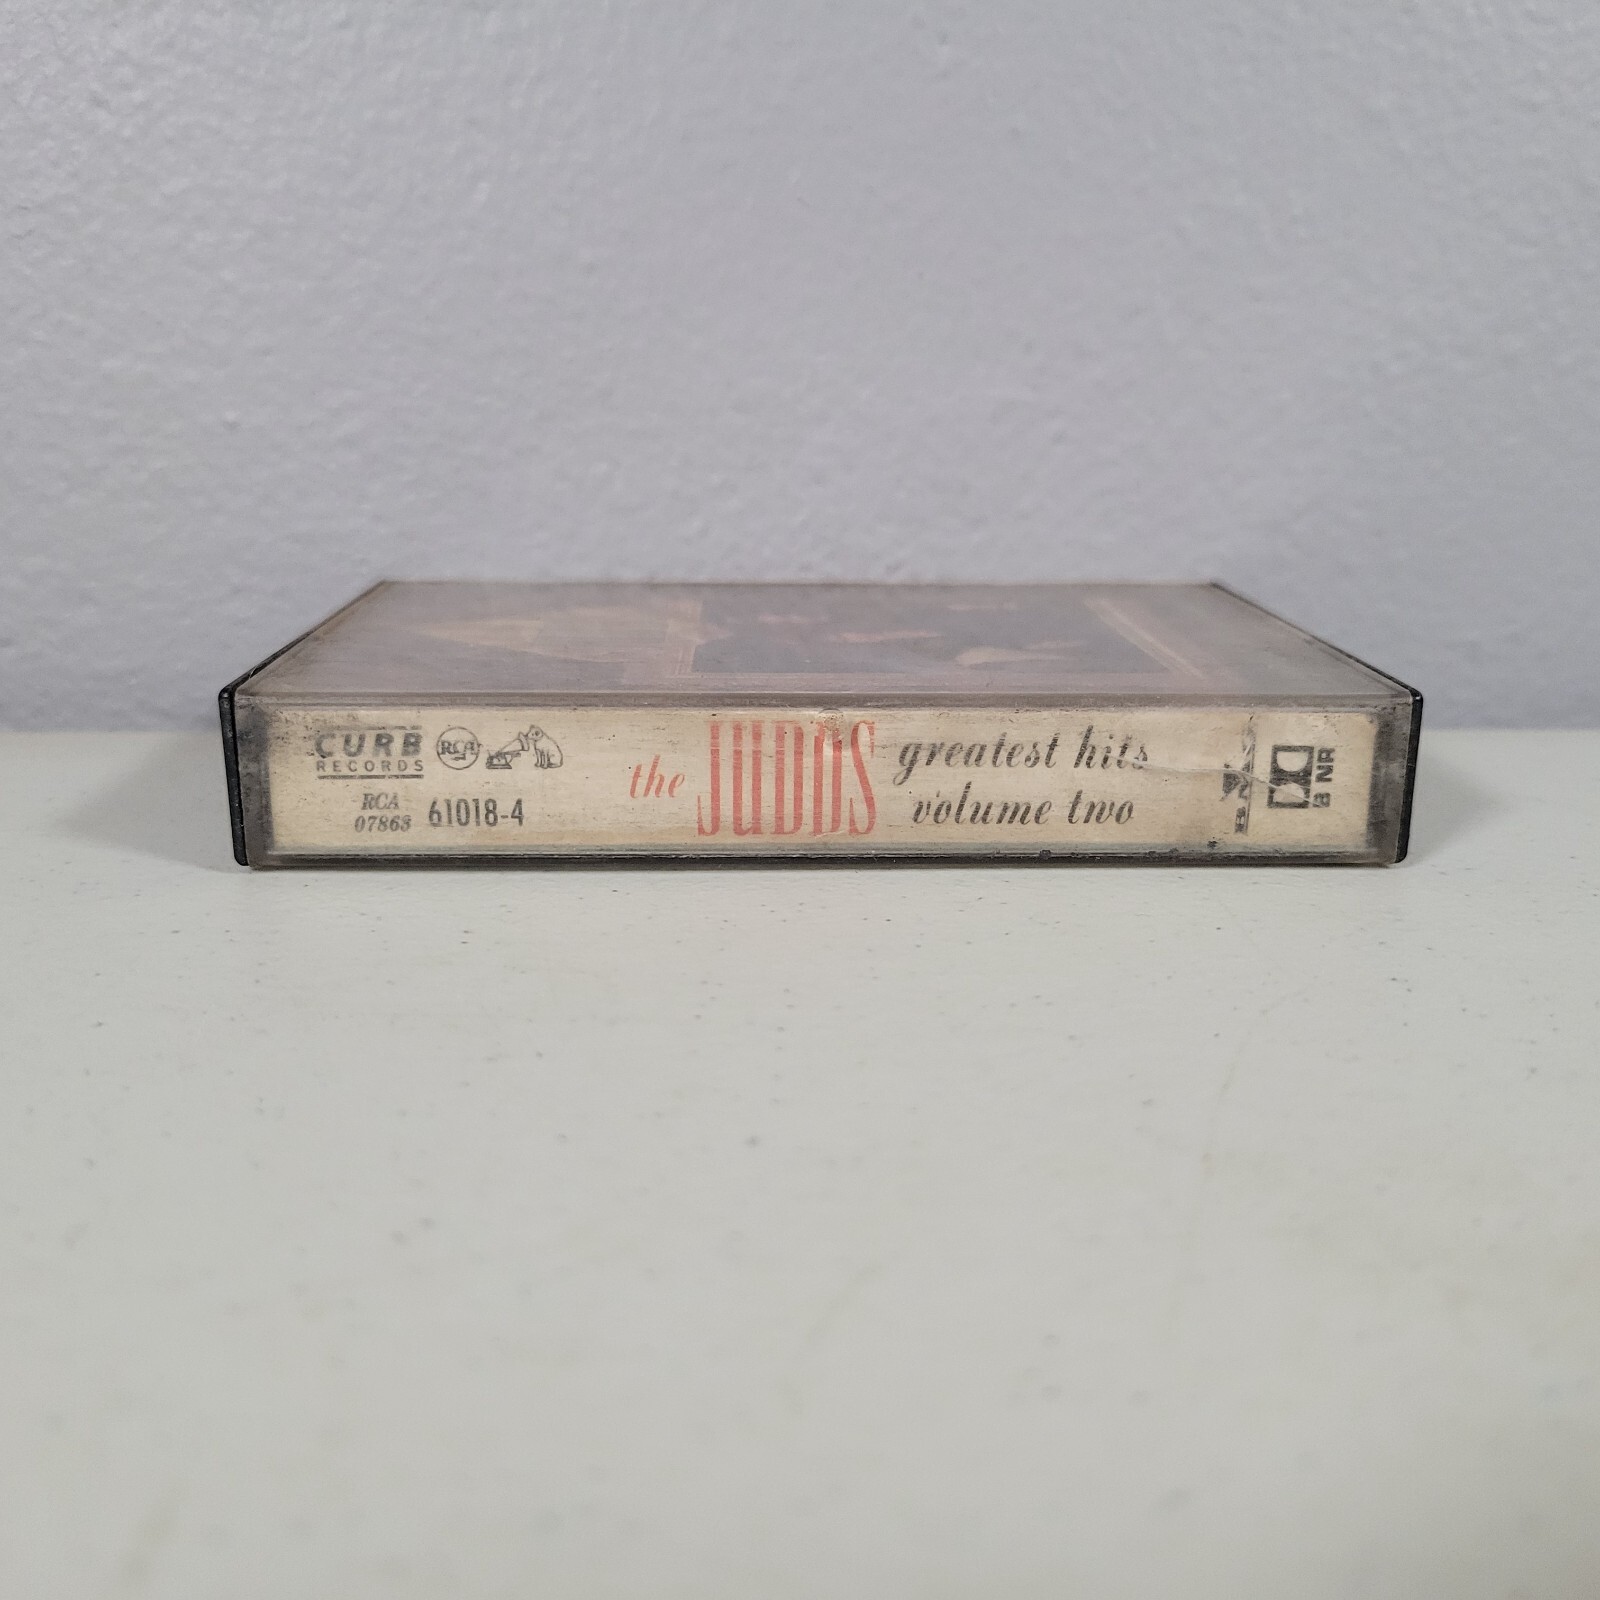 CURB
RECORDS
RCA
RCA
07863 61018-4
the JUDDS greatest hits
volume two
B NR